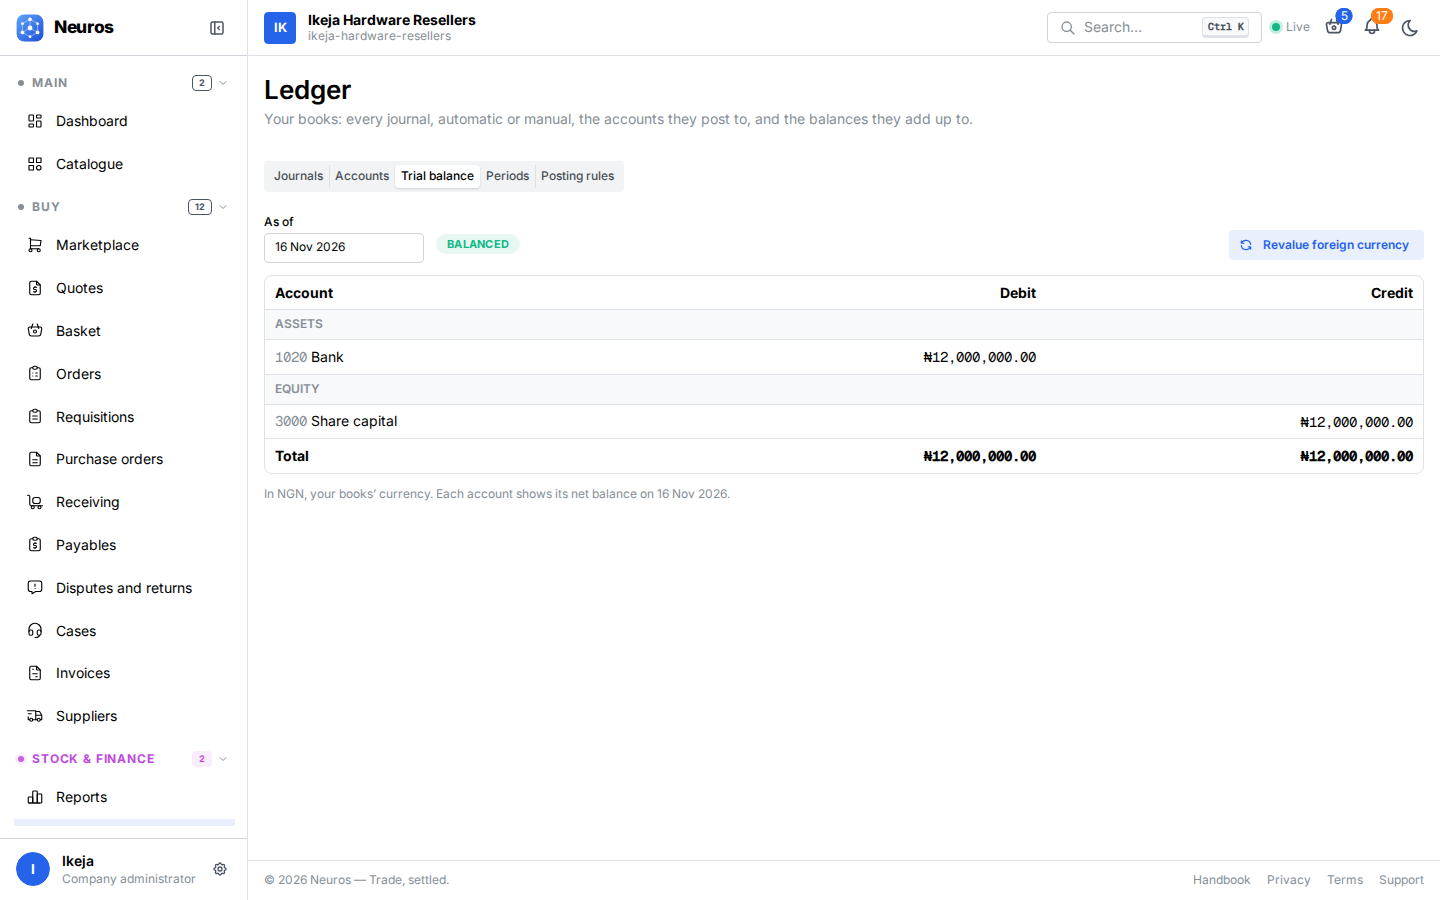 Neuros
IK
Ikeja Hardware Resellers
ikeja-hardware-resellers
Search...
Ctrl K
Live
5
17
MAIN
2
Dashboard
Catalogue
BUY
12
Marketplace
Quotes
Basket
Orders
Requisitions
Purchase orders
Receiving
Payables
Disputes and returns
Cases
Invoices
Suppliers
STOCK & FINANCE
2
Reports
I
Ikeja
Company administrator
Ledger
Your books: every journal, automatic or manual, the accounts they post to, and the balances they add up to.
Journals
Accounts
Trial balance
Periods
Posting rules
As of
16 Nov 2026
BALANCED
Revalue foreign currency
Account Debit Credit
ASSETS
1020 Bank ₦12,000,000.00
EQUITY
3000 Share capital ₦12,000,000.00
Total ₦12,000,000.00 ₦12,000,000.00
In NGN, your books’ currency. Each account shows its net balance on 16 Nov 2026.
© 2026 Neuros — Trade, settled.
Handbook
Privacy
Terms
Support